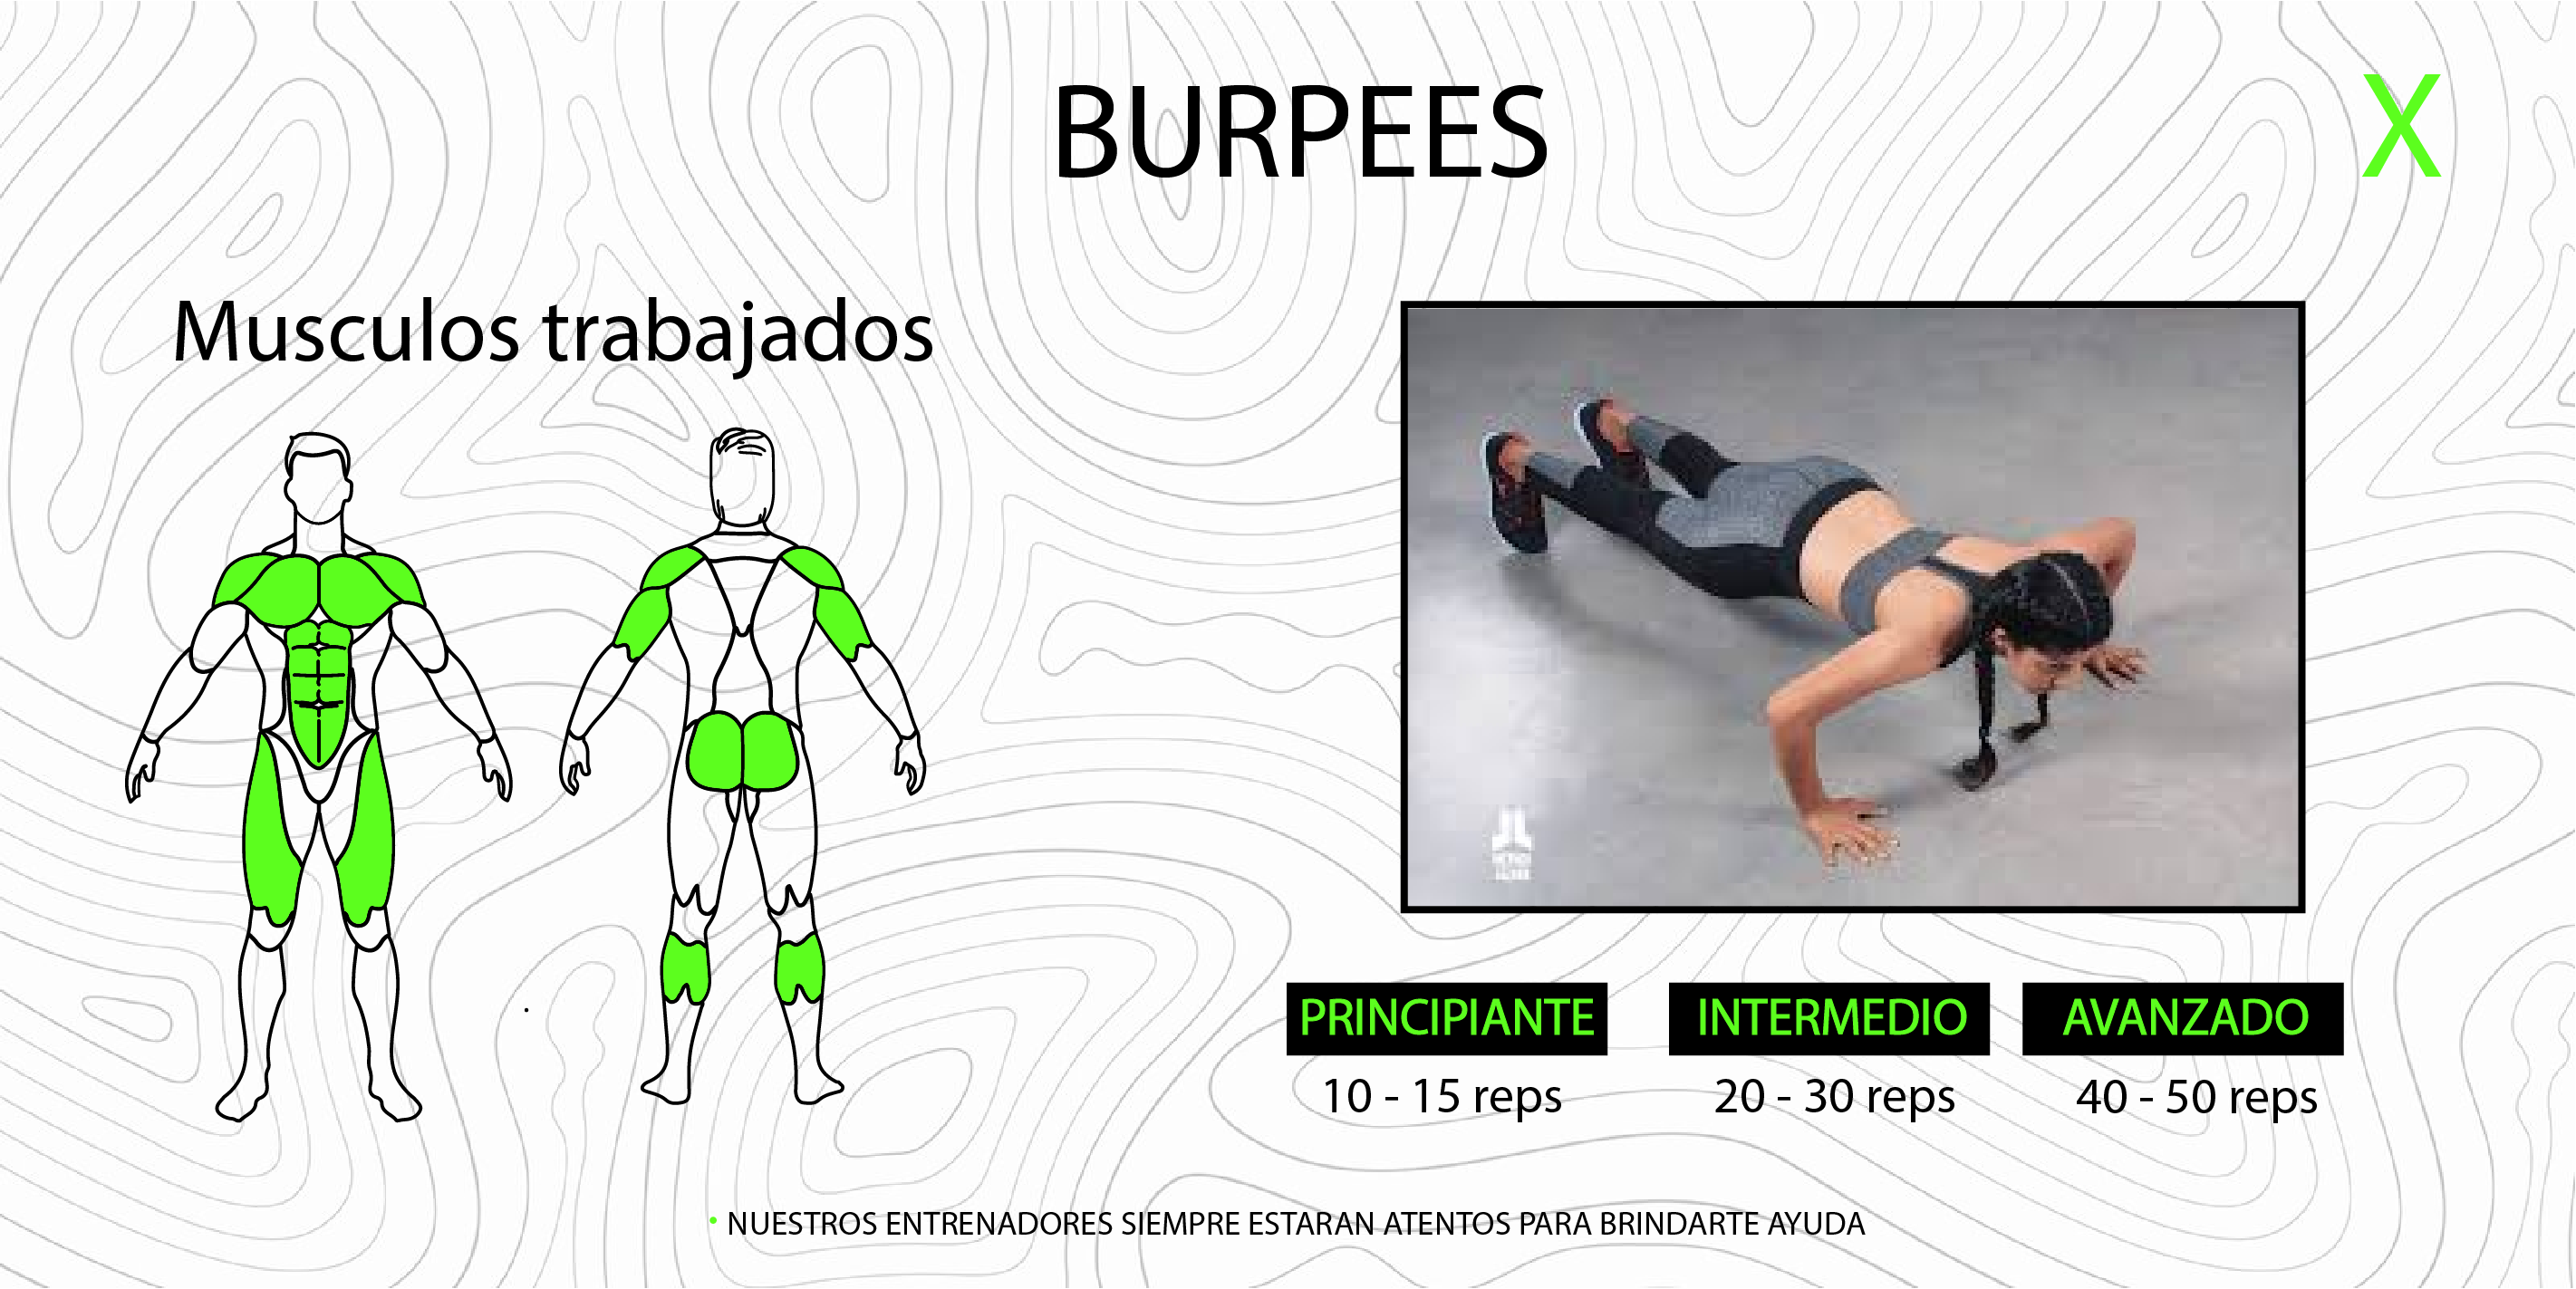 BURPEES
X
Musculos trabajados
PRINCIPIANTE
INTERMEDIO
AVANZADO
10 - 15 reps
20 - 30 reps
40 - 50 reps
• NUESTROS ENTRENADORES SIEMPRE ESTARAN ATENTOS PARA BRINDARTE AYUDA